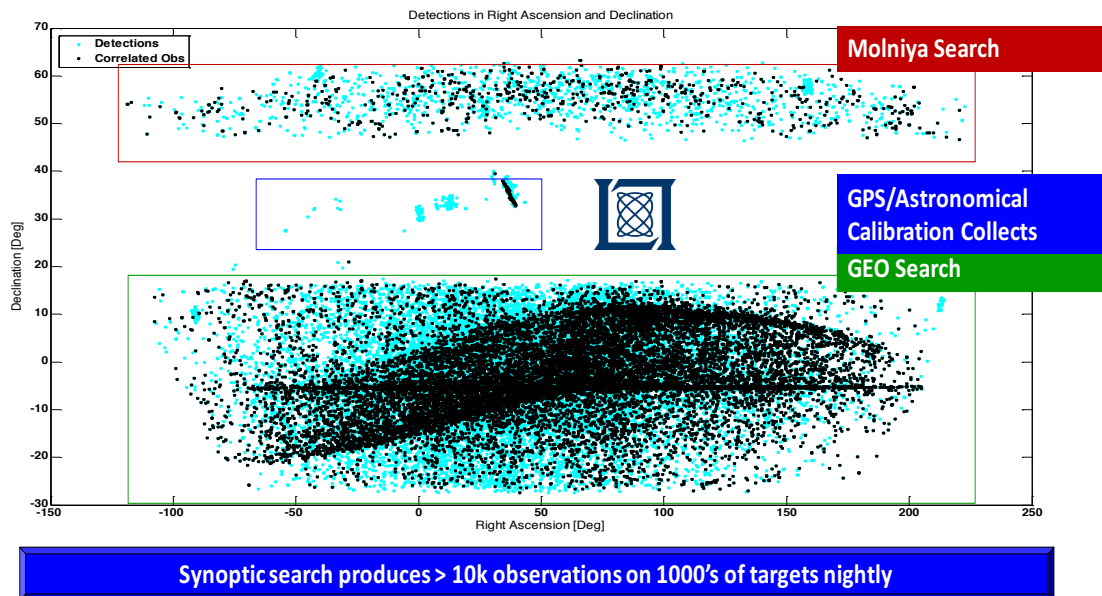 Detections in Right Ascension and Declination
Detections
Correlated Obs
Molniya Search
GPS/Astronomical
Calibration Collects
GEO Search
Declination [Deg]
70
60
50
40
30
20
10
0
-10
-20
-30
-150
-100
-50
0
50
100
150
200
250
Right Ascension [Deg]
Synoptic search produces > 10k observations on 1000's of targets nightly